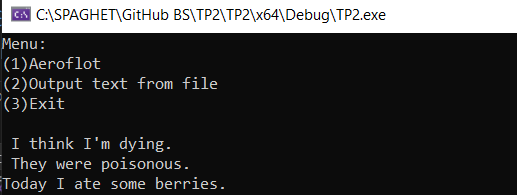 C:\SPAGHET\GitHub BS\TP2\TP2\x64\Debug\TP2.exe
Menu:
(1)Aeroflot
(2)Output text from file
(3)Exit
I think I'm dying.
They were poisonous.
Today I ate some berries.